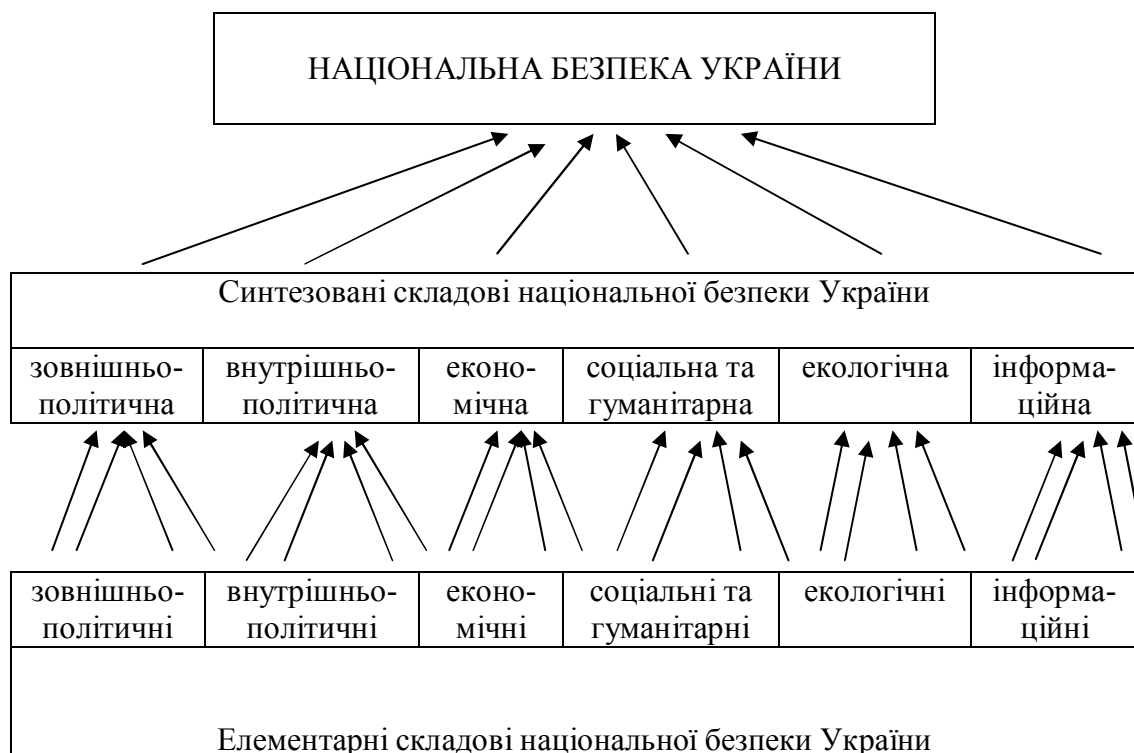 НАЦІОНАЛЬНА БЕЗПЕКА УКРАЇНИ
Синтезовані складові національної безпеки України
зовнішньо-
політична
внутрішньо-
політична
еконо-
мічна
соціальна та
гуманітарна
екологічна
інформа-
ційна
зовнішньо-
політичні
внутрішньо-
політичні
еконо-
мічні
соціальні та
гуманітарні
екологічні
інформа-
ційні
Елементарні складові національної безпеки України